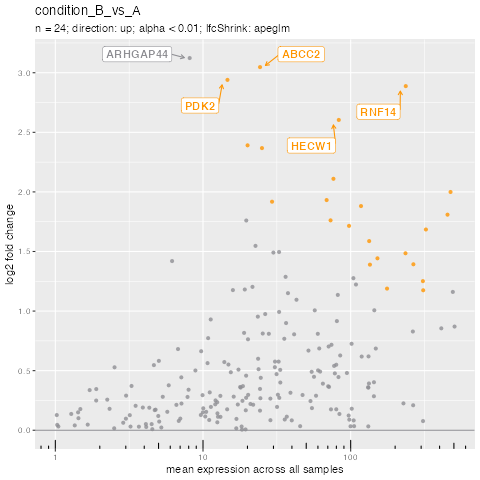 condition_B_vs_A
n = 24; direction: up; alpha < 0.01; lfcShrink: apeglm
ARHGAP44
ABCC2
PDK2
RNF14
HECW1
3.0
2.5
2.0
1.5
1.0
0.5
0.0
log2 fold change
1
10
100
mean expression across all samples